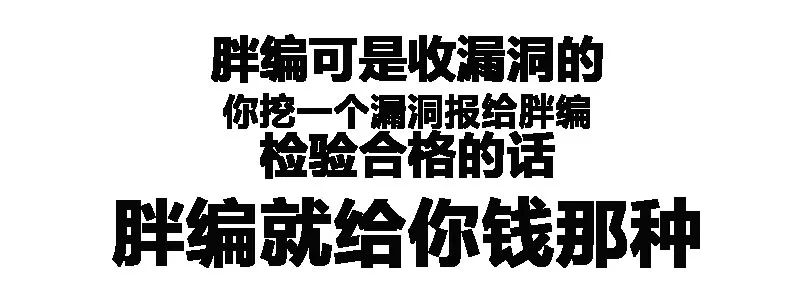 胖编可是收漏洞的
你挖一个漏洞报给胖编
检验合格的话
胖编就给你钱那种